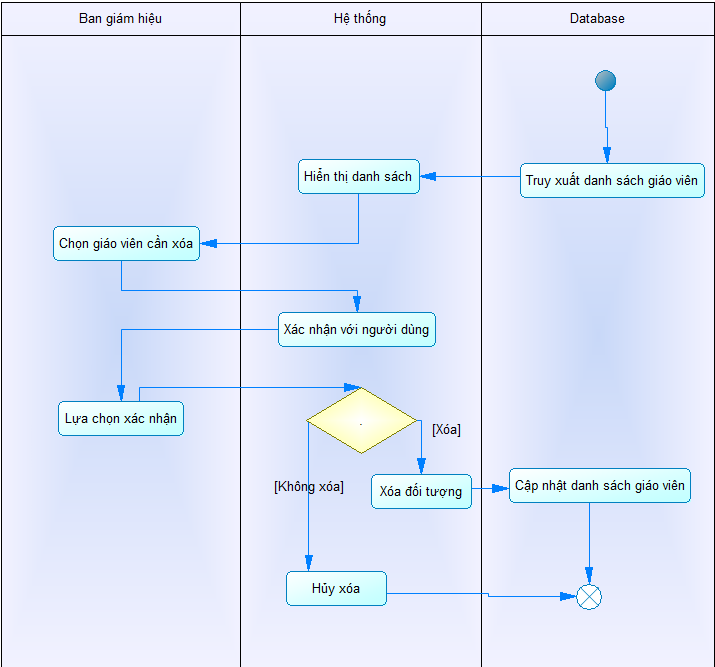 Ban giám hiệu
Hệ thống
Database
Truy xuất danh sách giáo viên
Hiển thị danh sách
Chọn giáo viên cần xóa
Xác nhận với người dùng
Lựa chọn xác nhận
.
[Xóa]
[Không xóa]
Xóa đối tượng
Cập nhật danh sách giáo viên
Hủy xóa